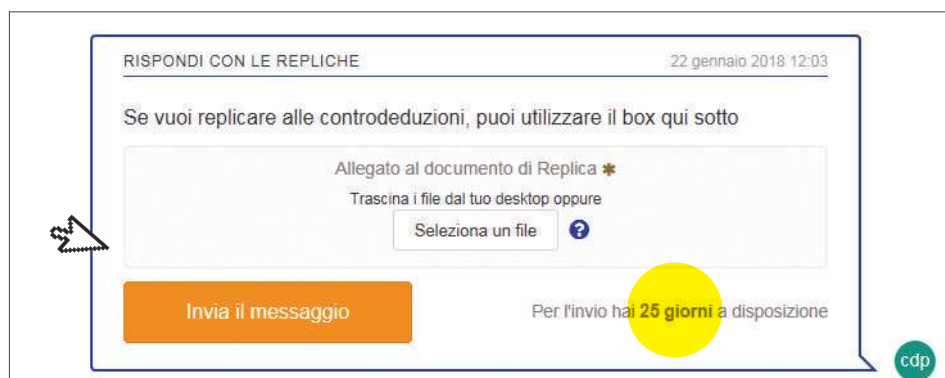 RISPONDI CON LE REPLICHE 22 gennaio 2018 12:03
Se vuoi replicare alle controdeduzioni, puoi utilizzare il box qui sotto
Allegato al documento di Replica ✱
Trascina i file dal tuo desktop oppure
Seleziona un file ?
Invia il messaggio Per l'invio hai 25 giorni a disposizione
cdp